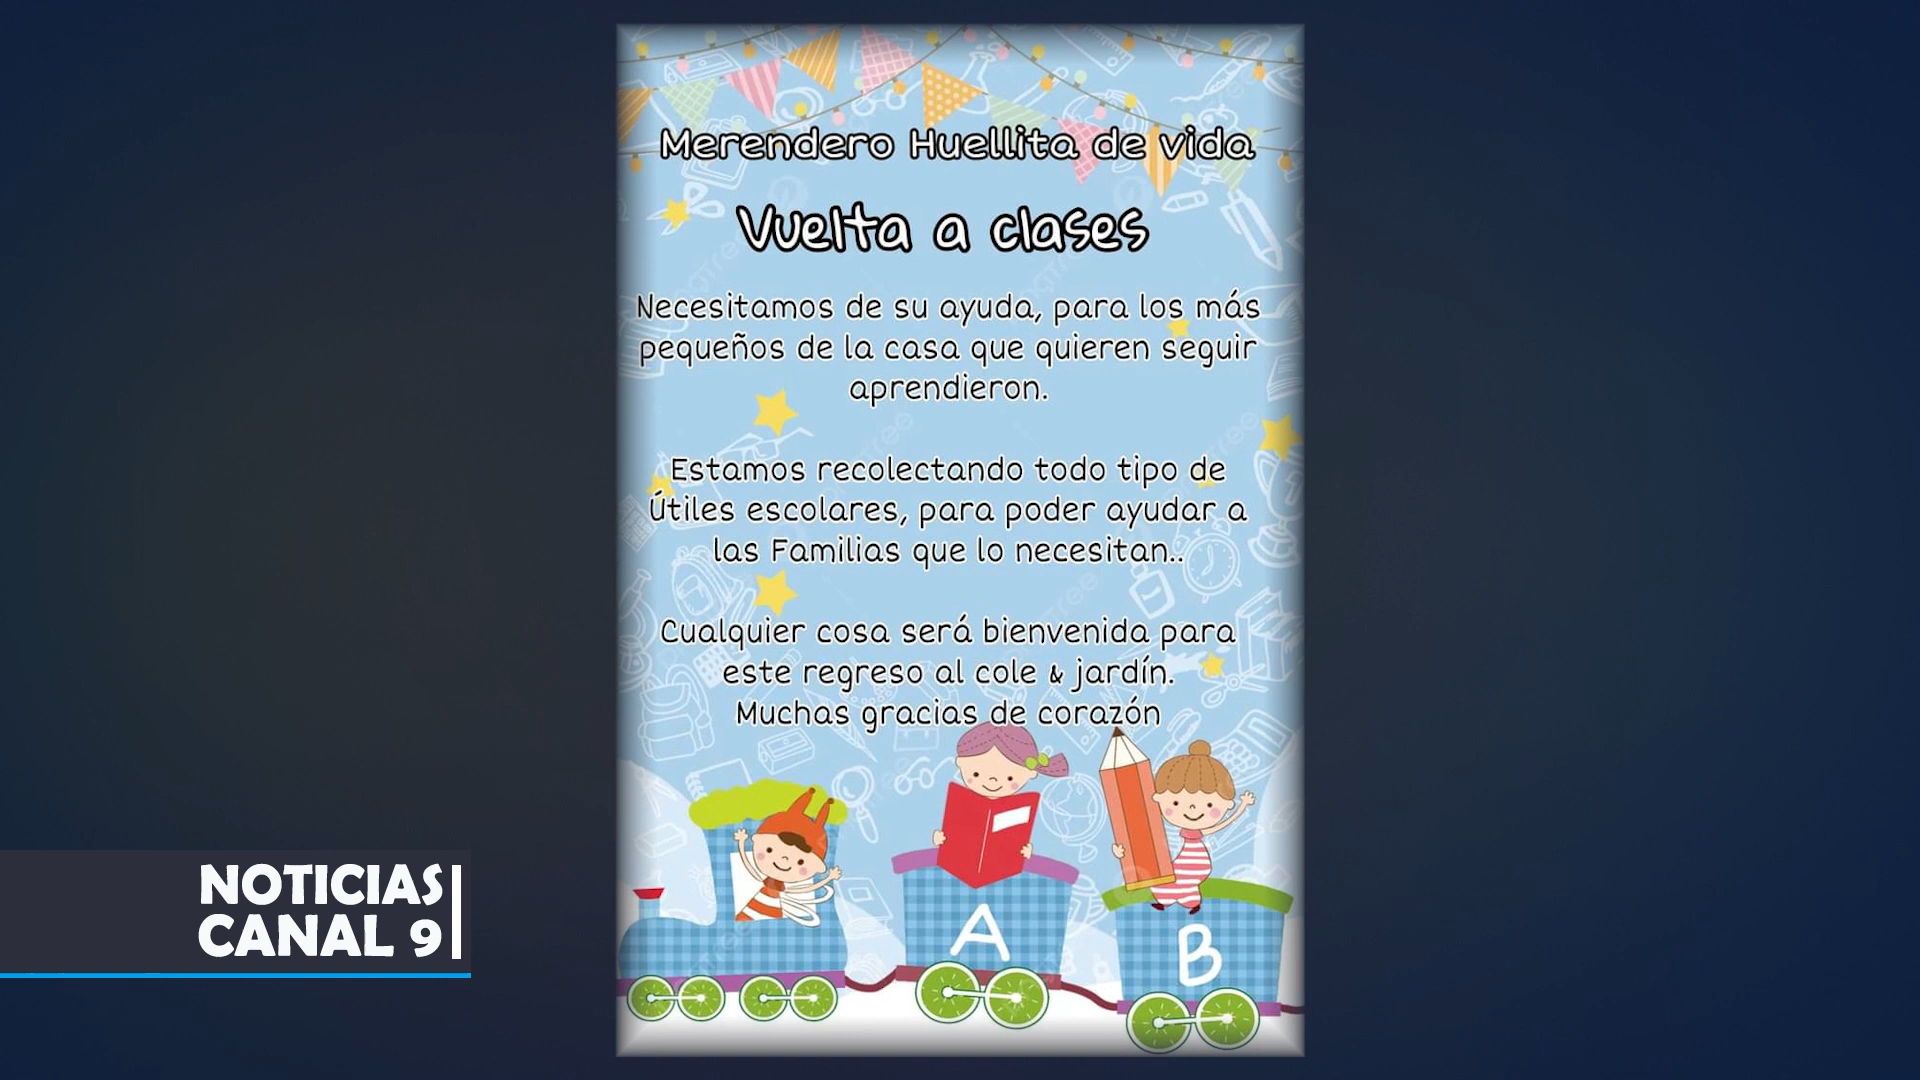 Merendero Huellita de vida
Vuelta a clases
Necesitamos de su ayuda, para los más
pequeños de la casa que quieren seguir
aprendieron.
Estamos recolectando todo tipo de
Útiles escolares, para poder ayudar a
las Familias que lo necesitan..
Cualquier cosa será bienvenida para
este regreso al cole & jardín.
Muchas gracias de corazón
A
B
NOTICIAS
CANAL 9